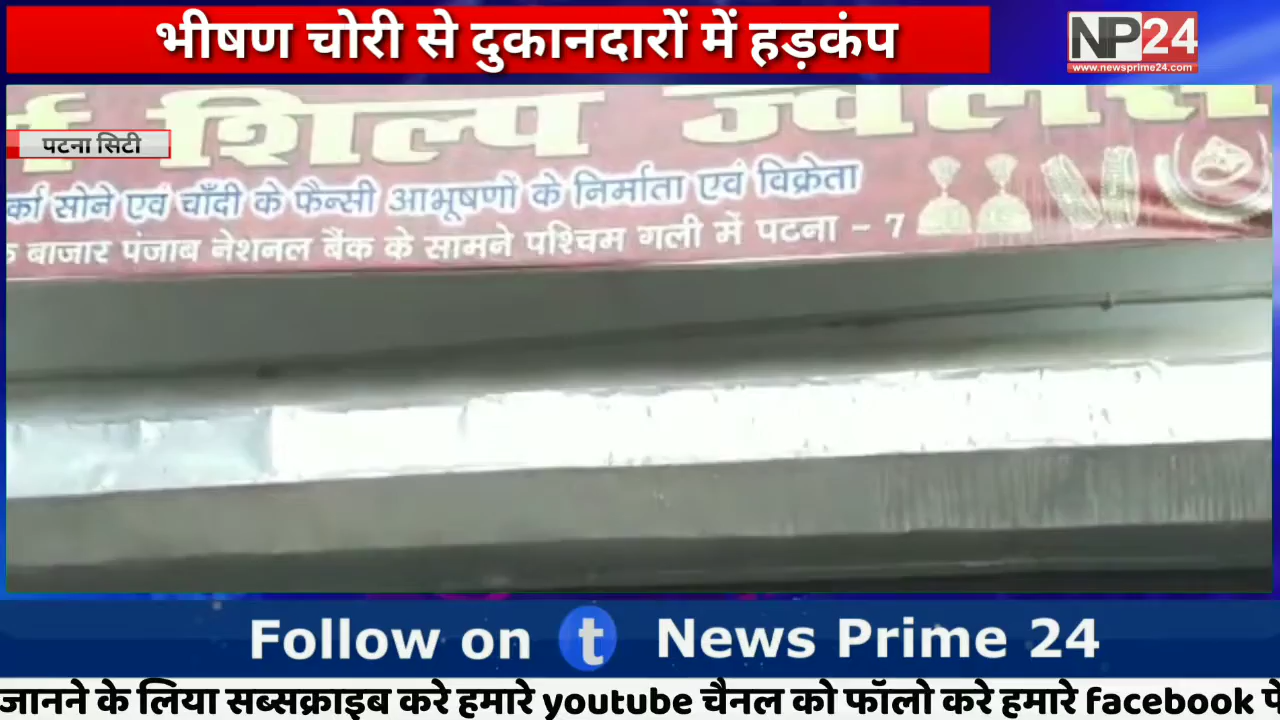 भीषण चोरी से दुकानदारों में हड़कंप
NP24
www.newsprime24.com
शिल्प ज्वेलर्स
पटना सिटी
र्का सोने एवं चाँदी के फैन्सी आभूषणों के निर्माता एवं विक्रेता
बाजार पंजाब नेशनल बैंक के सामने पश्चिम गली में पटना - 7
Follow on t News Prime 24
जानने के लिया सब्सक्राइब करे हमारे youtube चैनल को फॉलो करे हमारे facebook पे